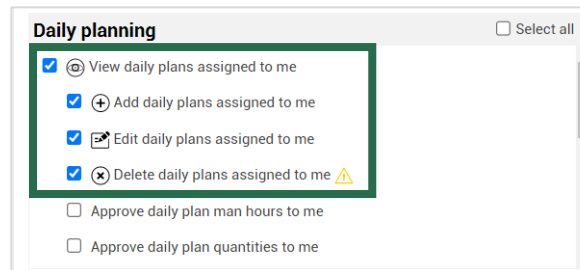 Daily planning
Select all
View daily plans assigned to me
Add daily plans assigned to me
Edit daily plans assigned to me
Delete daily plans assigned to me
Approve daily plan man hours to me
Approve daily plan quantities to me